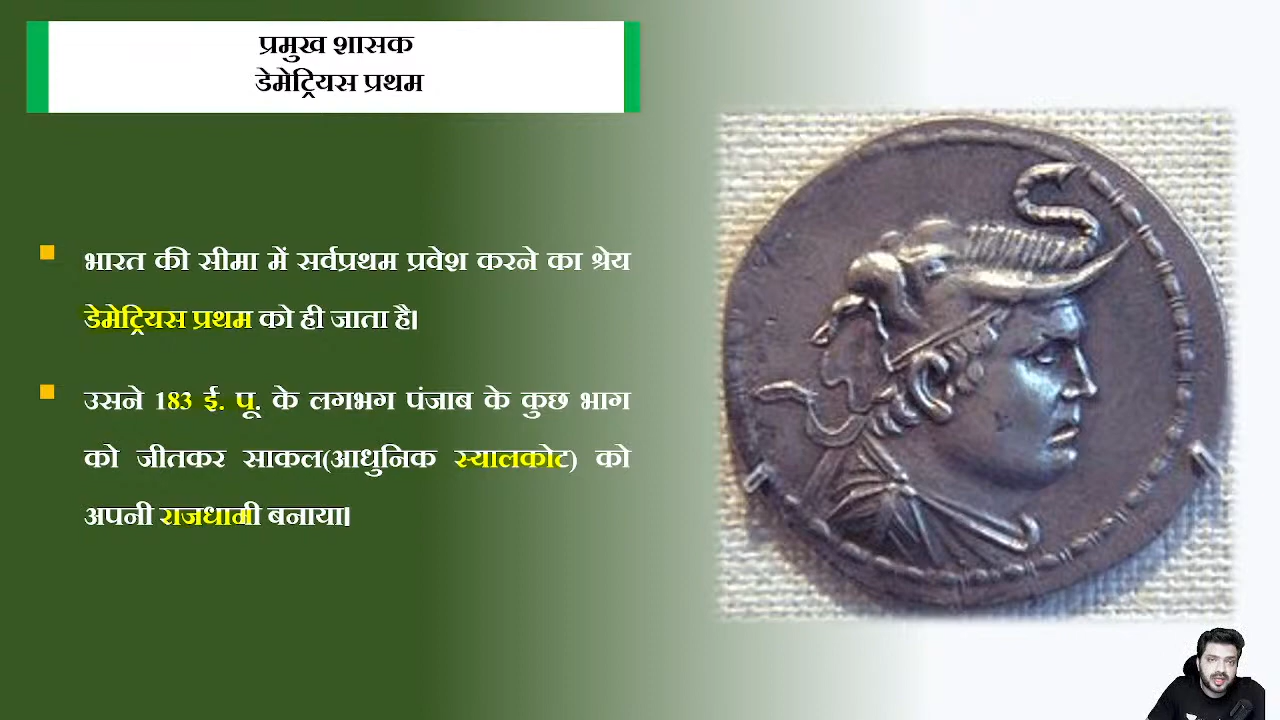 प्रमुख शासक
डेमेट्रियस प्रथम
भारत की सीमा में सर्वप्रथम प्रवेश करने का श्रेय
डेमेट्रियस प्रथम को ही जाता है।
उसने 183 ई. पू. के लगभग पंजाब के कुछ भाग
को जीतकर साकल(आधुनिक स्यालकोट) को
अपनी राजधानी बनाया।